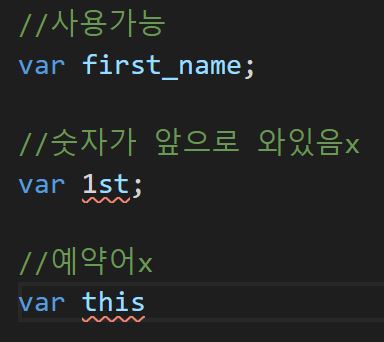 //사용가능
var first_name;
//숫자가 앞으로 와있음x
var 1st;
//예약어x
var this